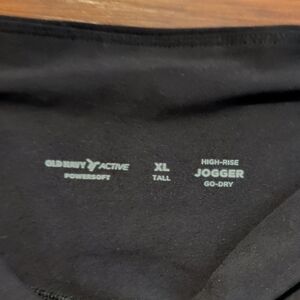 OLD NAVY ACTIVE
POWERSOFT
XL
TALL
HIGH-RISE
JOGGER
GO-DRY